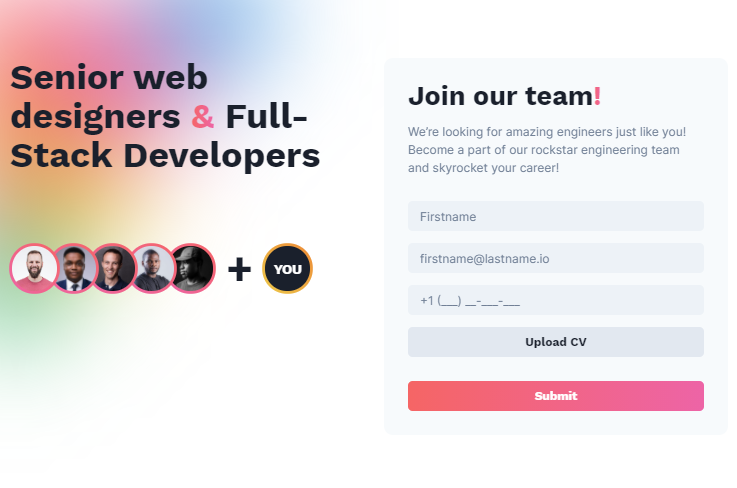 Senior web
designers & Full-
Stack Developers
+
YOU
Join our team!
We're looking for amazing engineers just like you!
Become a part of our rockstar engineering team
and skyrocket your career!
Firstname
firstname@lastname.io
+1 (___) __-___-___
Upload CV
Submit